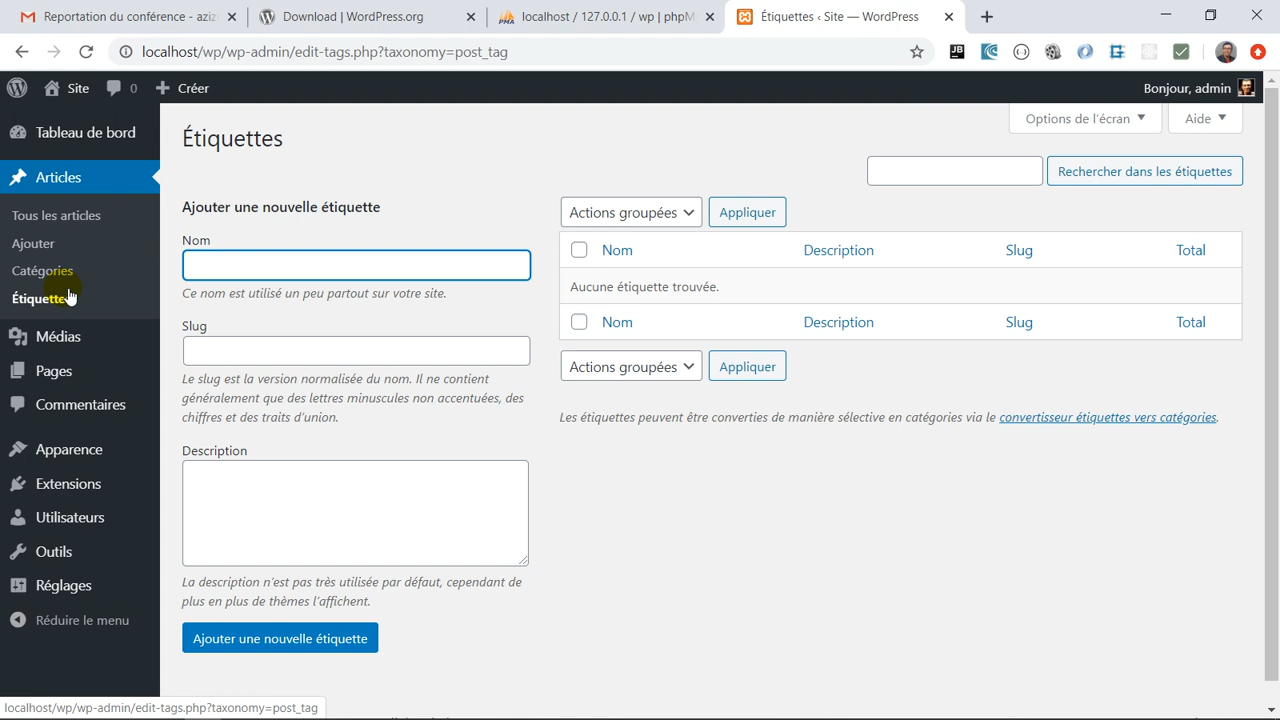 Reportation du conférence - aziz
Download | WordPress.org
localhost / 127.0.0.1 / wp | phpM
Étiquettes ‹ Site — WordPress
localhost/wp/wp-admin/edit-tags.php?taxonomy=post_tag
Site
0
Créer
Bonjour, admin
Tableau de bord
Articles
Tous les articles
Ajouter
Catégories
Étiquettes
Médias
Pages
Commentaires
Apparence
Extensions
Utilisateurs
Outils
Réglages
Réduire le menu
Options de l'écran
Aide
Étiquettes
Rechercher dans les étiquettes
Ajouter une nouvelle étiquette
Nom
Ce nom est utilisé un peu partout sur votre site.
Slug
Le slug est la version normalisée du nom. Il ne contient
généralement que des lettres minuscules non accentuées, des
chiffres et des traits d'union.
Description
La description n'est pas très utilisée par défaut, cependant de
plus en plus de thèmes l'affichent.
Ajouter une nouvelle étiquette
Actions groupées
Appliquer
Nom Description Slug Total
Aucune étiquette trouvée.
Nom Description Slug Total
Actions groupées
Appliquer
Les étiquettes peuvent être converties de manière sélective en catégories via le convertisseur étiquettes vers catégories.
localhost/wp/wp-admin/edit-tags.php?taxonomy=post_tag